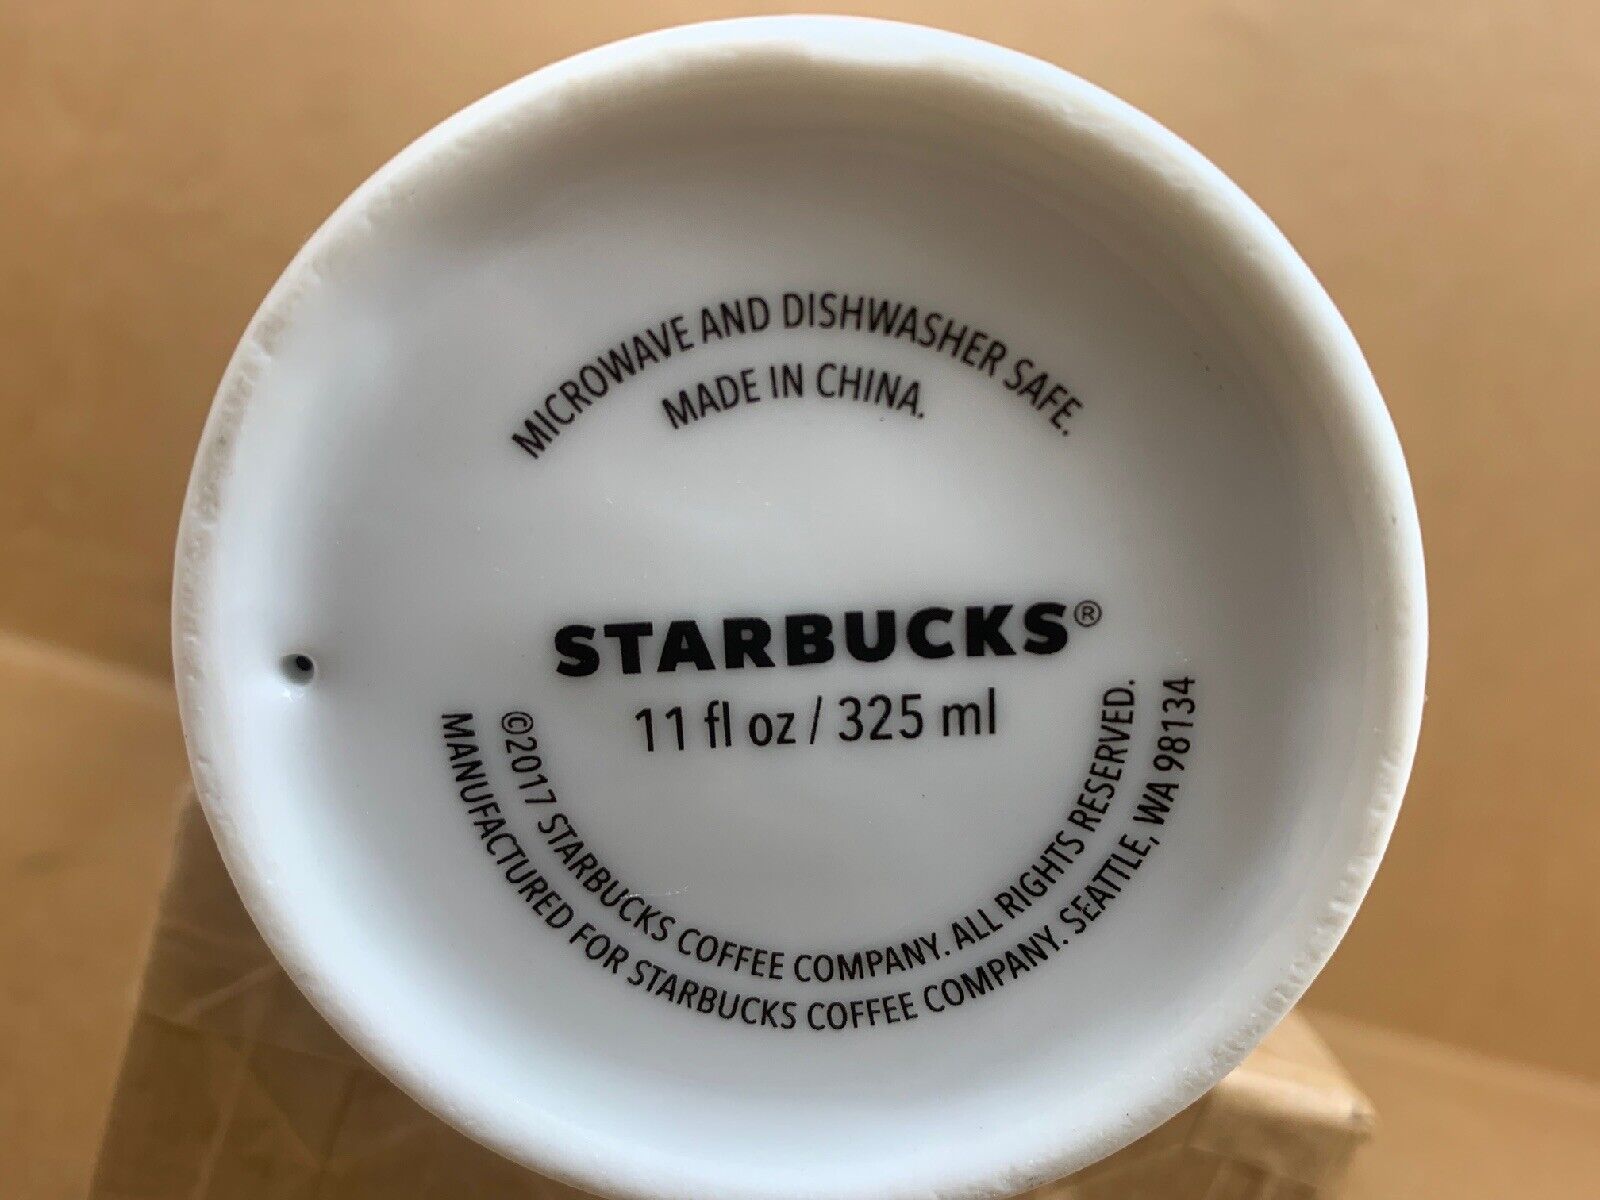 MICROWAVE AND DISHWASHER SAFE.
MADE IN CHINA.
STARBUCKS®
11 fl oz / 325 ml
©2017 STARBUCKS COFFEE COMPANY. ALL RIGHTS RESERVED.
MANUFACTURED FOR STARBUCKS COFFEE COMPANY. SEATTLE, WA 98134